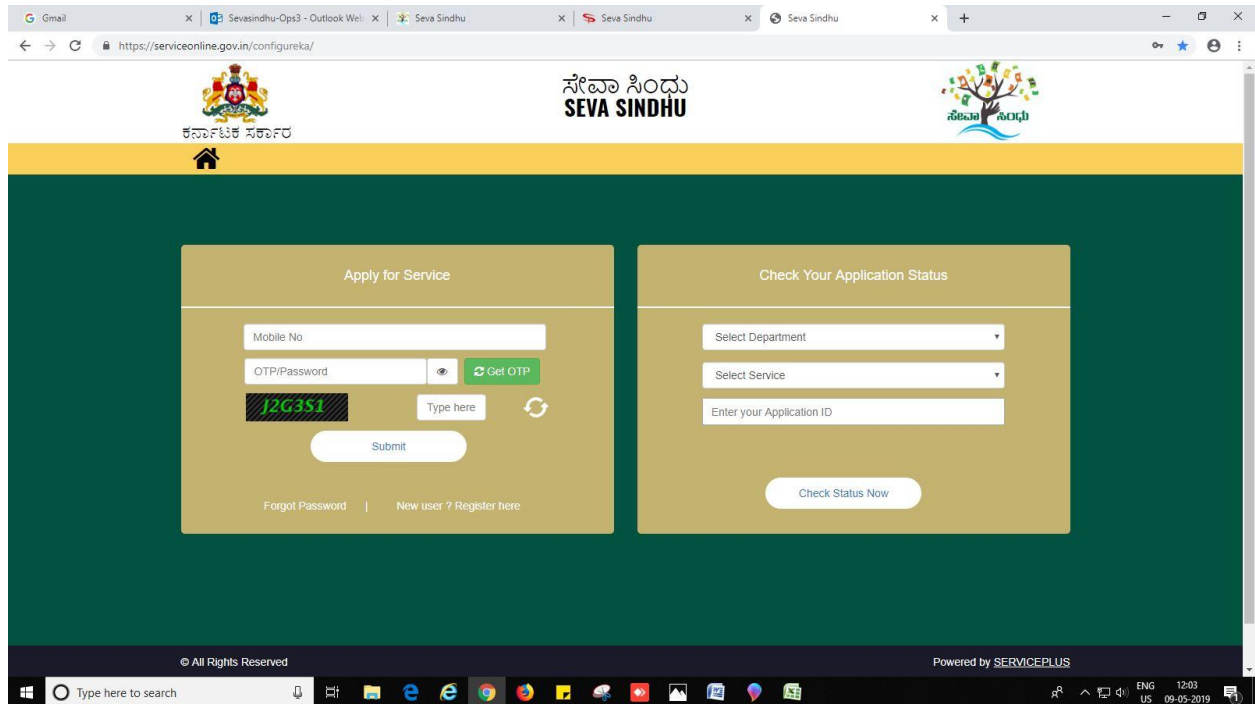 Gmail
Sevasindhu-Ops3 - Outlook Web
Seva Sindhu
Seva Sindhu
Seva Sindhu
https://serviceonline.gov.in/configureka/
ಸೇವಾ ಸಿಂಧು
SEVA SINDHU
ಕರ್ನಾಟಕ ಸರ್ಕಾರ
ಸೇವಾ ಸಿಂಧು
Apply for Service
Mobile No
OTP/Password
Get OTP
J2G3S1
Type here
Submit
Forgot Password | New user ? Register here
Check Your Application Status
Select Department
Select Service
Enter your Application ID
Check Status Now
© All Rights Reserved
Powered by SERVICEPLUS
Type here to search
ENG
US
12:03
09-05-2019